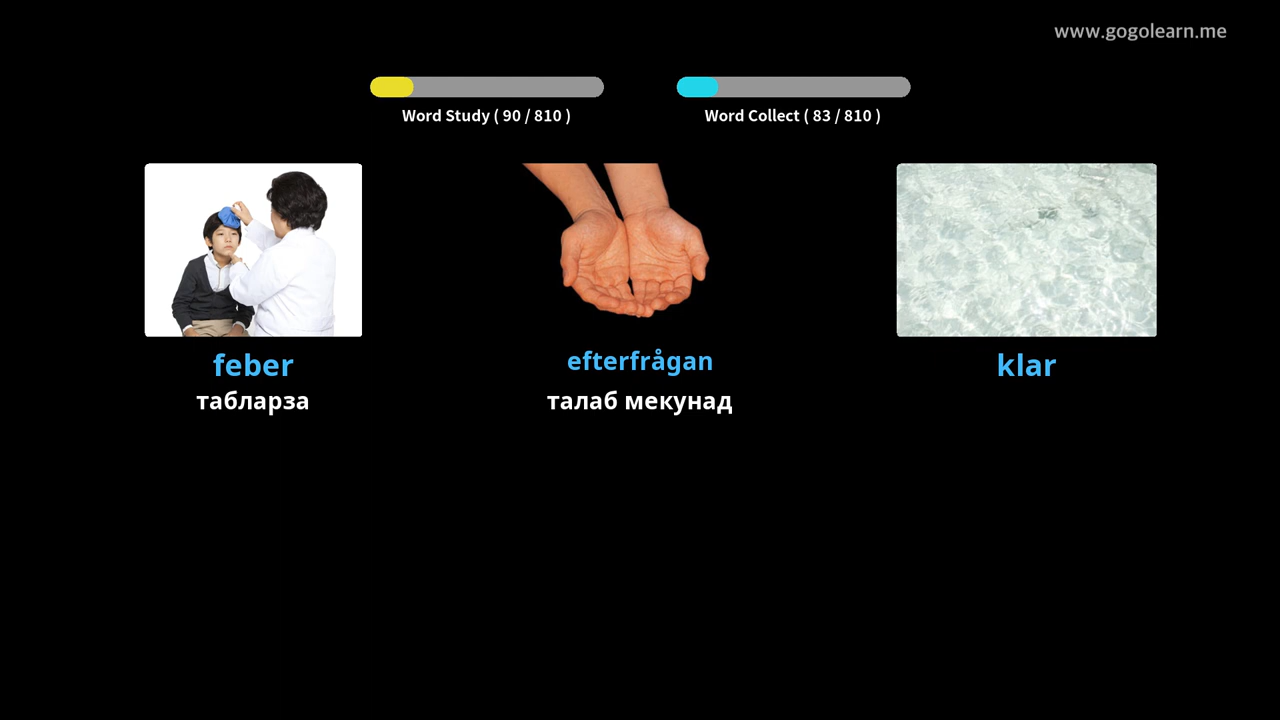 www.gogolearn.me
Word Study ( 90 / 810 )
Word Collect ( 83 / 810 )
feber
efterfrågan
klar
табларза
талаб мекунад